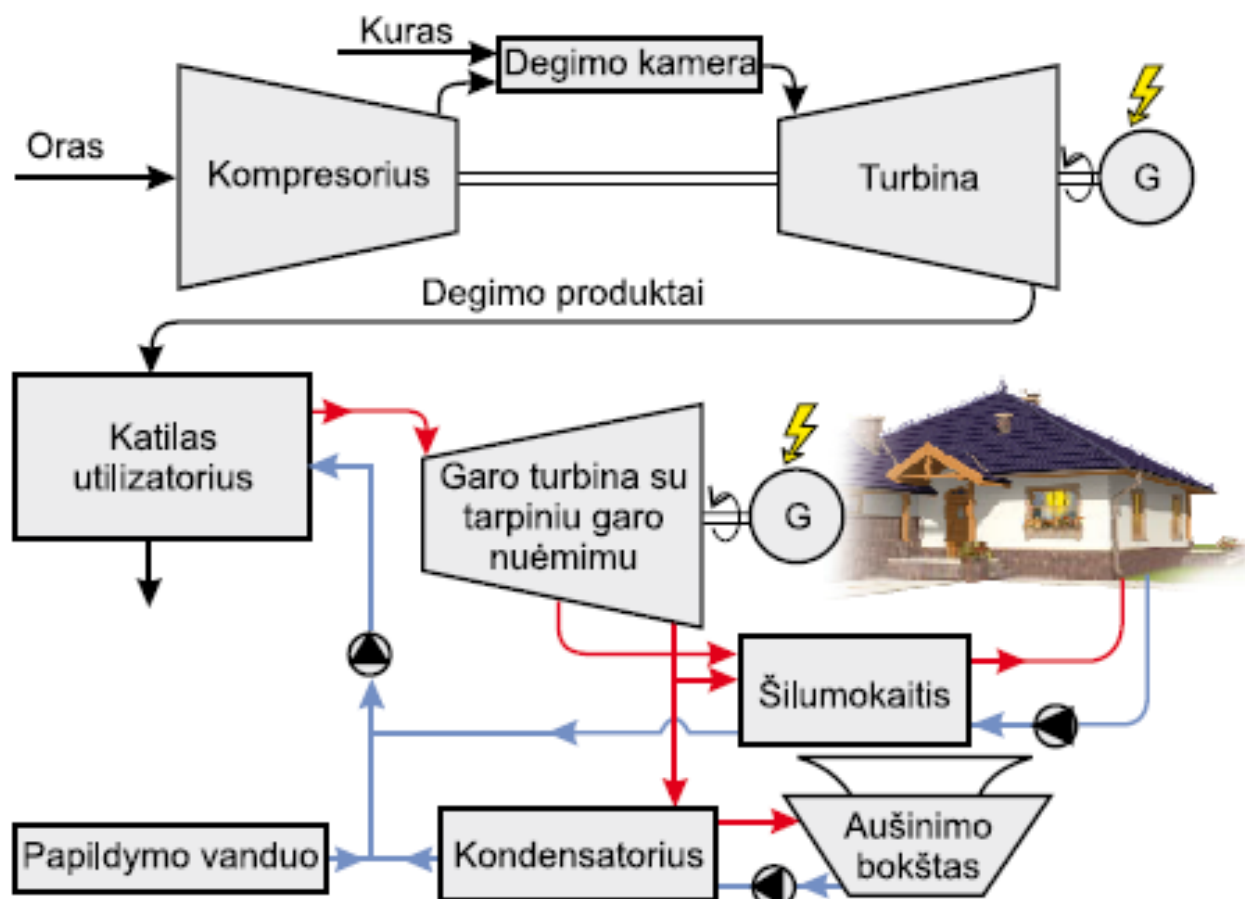 Kuras
Degimo kamera
Oras
Kompresorius
Turbina
G
Degimo produktai
Katilas
utilizatorius
Garo turbina su
tarpiniu garo
nuėmimu
G
Šilumokaitis
Papildymo vanduo
Kondensatorius
Aušinimo
bokštas